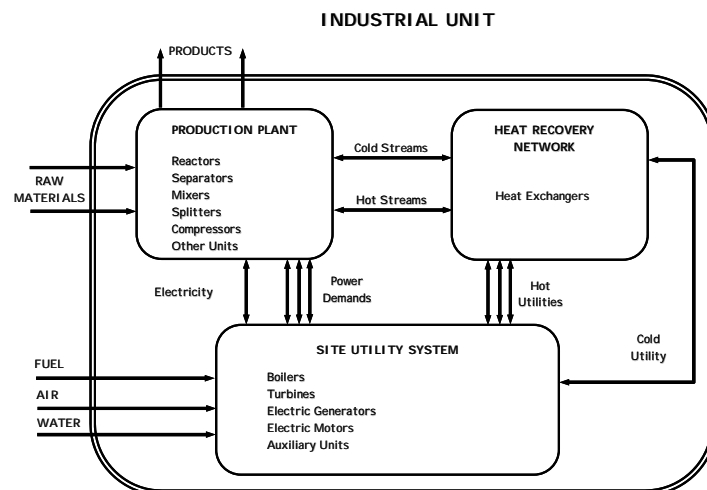 INDUSTRIAL UNIT
PRODUCTS
PRODUCTION PLANT
Reactors
Separators
Mixers
Splitters
Compressors
Other Units
HEAT RECOVERY
NETWORK
Heat Exchangers
Cold Streams
Hot Streams
RAW
MATERIALS
Electricity
Power
Demands
Hot
Utilities
Cold
Utility
SITE UTILITY SYSTEM
Boilers
Turbines
Electric Generators
Electric Motors
Auxiliary Units
FUEL
AIR
WATER